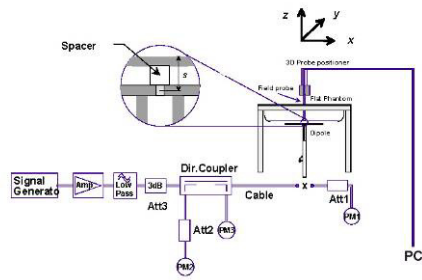 z
y
x
Spacer
s
3D Probe positioner
Field probe
Flat Phantom
Dipole
Dir.Coupler
Signal
Generato
Amp
Low
Pass
3dB
Att3
Cable
x
Att1
PM1
Att2
PM3
PM2
PC